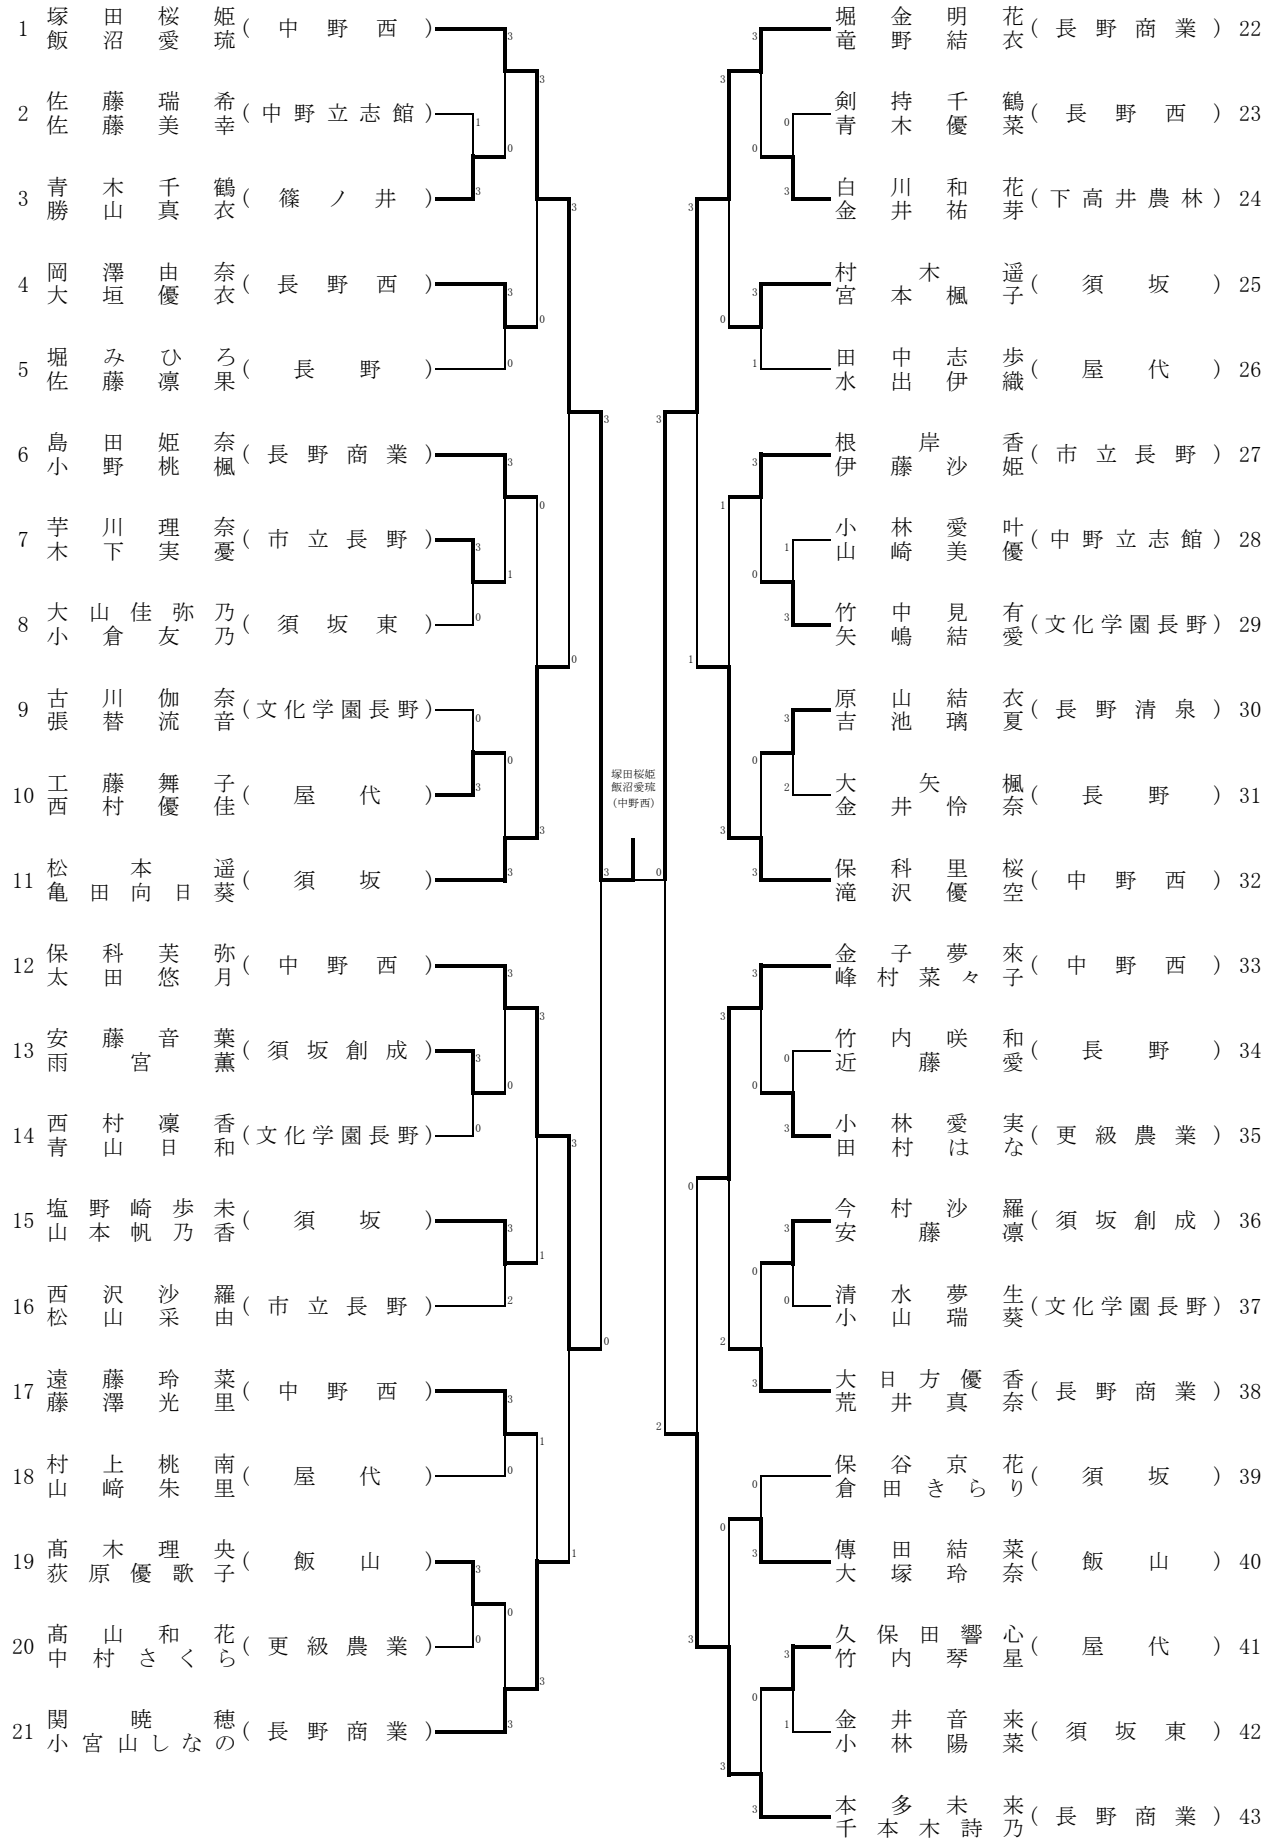 1 塚田桜姫
飯沼愛琉 (中野西)
2 佐藤瑞希
佐藤美幸 (中野立志館)
3 青木千鶴
勝山真衣 (篠ノ井)
4 岡澤由奈
大垣優衣 (長野西)
5 堀みひろ
佐藤凛果 (長野)
6 島田姫奈
小野桃楓 (長野商業)
7 芋川理奈
木下実憂 (市立長野)
8 大山佳弥乃
小倉友乃 (須坂東)
9 古川伽奈
張替流音 (文化学園長野)
10 工藤舞子
西村優佳 (屋代)
11 松本遥
亀田向日葵 (須坂)
12 保科芙弥
太田悠月 (中野西)
13 安藤音葉
雨宮薫 (須坂創成)
14 西村凜香
青山日和 (文化学園長野)
15 塩野崎歩未
山本帆乃香 (須坂)
16 西沢沙羅
松山采由 (市立長野)
17 遠藤玲菜
藤澤光里 (中野西)
18 村上桃南
山﨑朱里 (屋代)
19 髙木理央
荻原優歌子 (飯山)
20 髙山和花
中村さくら (更級農業)
21 関暁穂
小宮山しなの (長野商業)
塚田桜姫
飯沼愛琉
(中野西)
3 0
堀金明花
竜野結衣 (長野商業) 22
剣持千鶴
青木優菜 (長野西) 23
白川和花
金井祐芽 (下高井農林) 24
村木遥
宮本楓子 (須坂) 25
田中志歩
水出伊織 (屋代) 26
根岸香
伊藤沙姫 (市立長野) 27
小林愛叶
山崎美優 (中野立志館) 28
竹中見有
矢嶋結愛 (文化学園長野) 29
原山結衣
吉池璃夏 (長野清泉) 30
大矢楓
金井怜奈 (長野) 31
保科里桜
滝沢優空 (中野西) 32
金子夢來
峰村菜々子 (中野西) 33
竹内咲和
近藤愛 (長野) 34
小林愛実
田村はな (更級農業) 35
今村沙羅
安藤凛 (須坂創成) 36
清水夢生
小山瑞葵 (文化学園長野) 37
大日方優香
荒井真奈 (長野商業) 38
保谷京花
倉田きらり (須坂) 39
傳田結菜
大塚玲奈 (飯山) 40
久保田響心
竹内琴星 (屋代) 41
金井音来
小林陽菜 (須坂東) 42
本多未来
千本木詩乃 (長野商業) 43